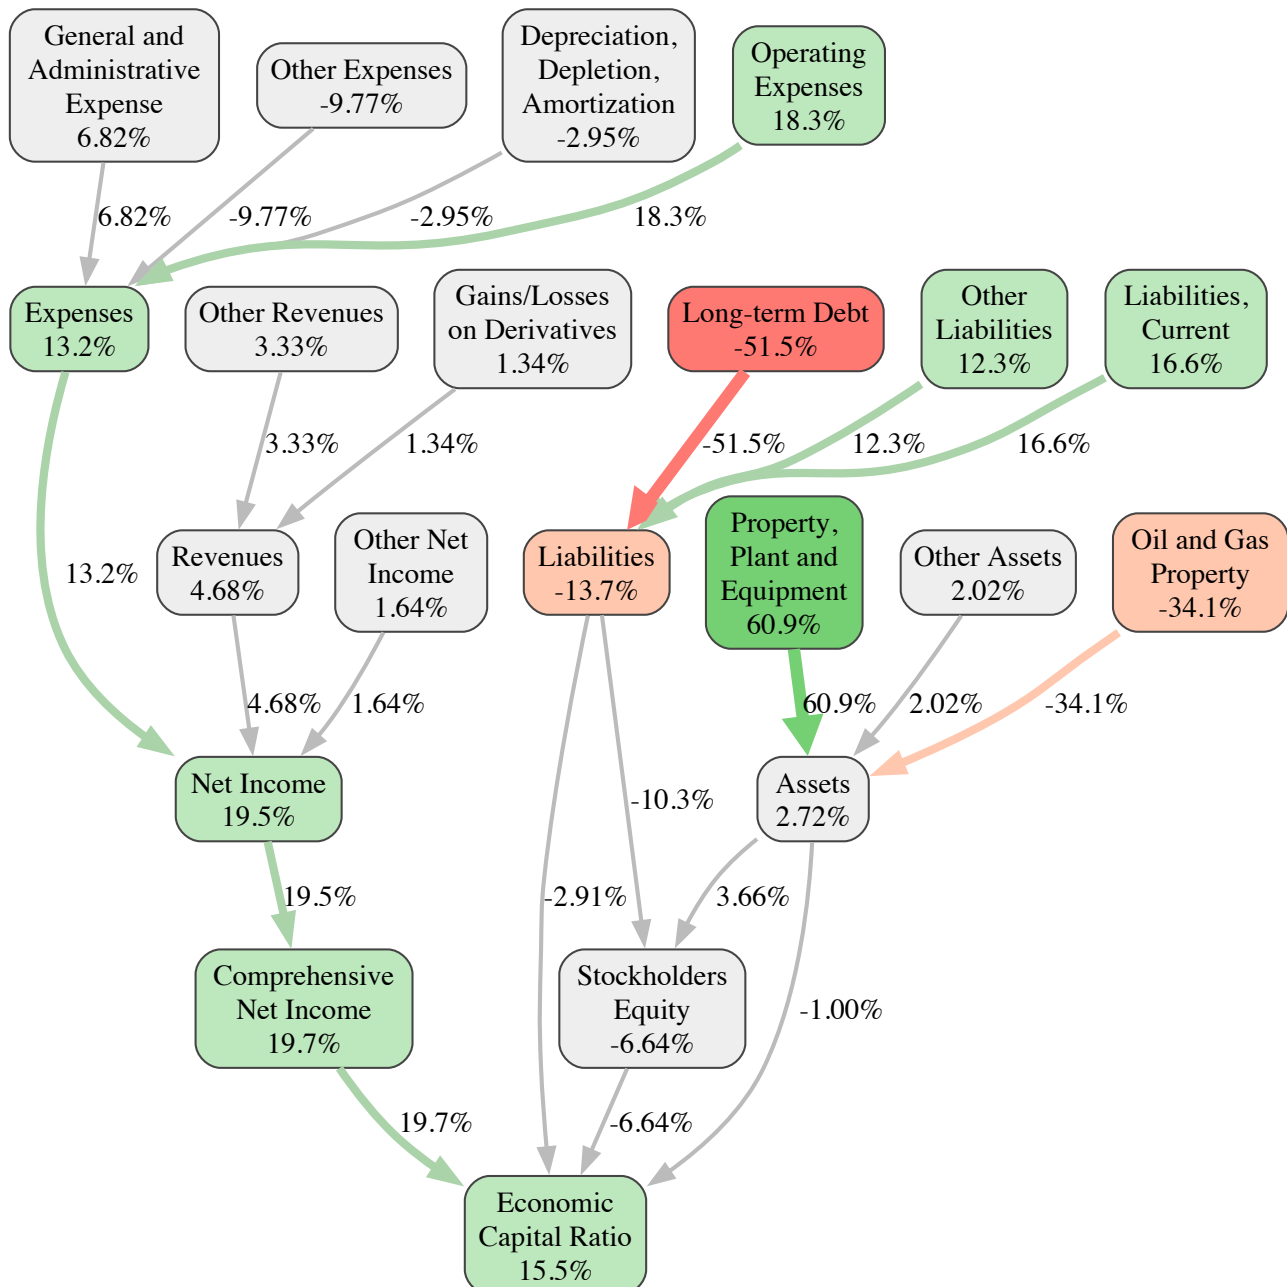 General and
Administrative
Expense
6.82%
Other Expenses
-9.77%
Depreciation,
Depletion,
Amortization
-2.95%
Operating
Expenses
18.3%
6.82%
-9.77%
-2.95%
18.3%
Expenses
13.2%
Other Revenues
3.33%
Gains/Losses
on Derivatives
1.34%
Long-term Debt
-51.5%
Other
Liabilities
12.3%
Liabilities,
Current
16.6%
3.33%
1.34%
-51.5%
12.3%
16.6%
13.2%
Revenues
4.68%
Other Net
Income
1.64%
Liabilities
-13.7%
Property,
Plant and
Equipment
60.9%
Other Assets
2.02%
Oil and Gas
Property
-34.1%
4.68%
1.64%
60.9%
2.02%
-34.1%
Net Income
19.5%
-10.3%
Assets
2.72%
19.5%
-2.91%
3.66%
Comprehensive
Net Income
19.7%
Stockholders
Equity
-6.64%
-1.00%
19.7%
-6.64%
Economic
Capital Ratio
15.5%